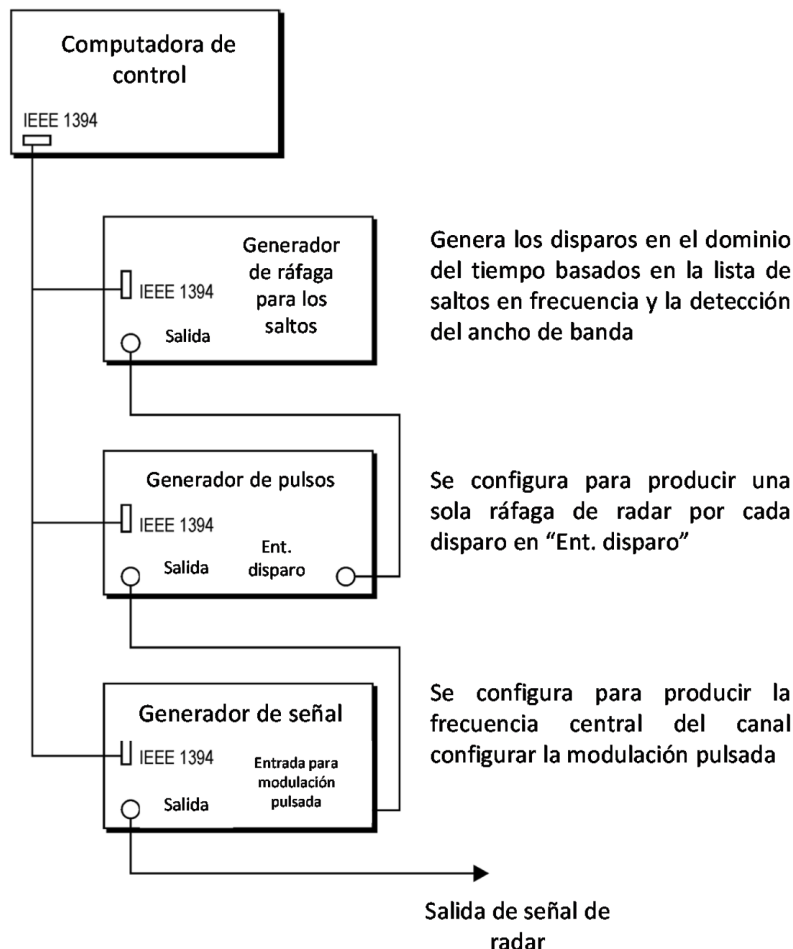 Computadora de
control
IEEE 1394
Generador
de ráfaga
para los
saltos
IEEE 1394
Salida
Genera los disparos en el dominio
del tiempo basados en la lista de
saltos en frecuencia y la detección
del ancho de banda
Generador de pulsos
IEEE 1394
Salida
Ent.
disparo
Se configura para producir una
sola ráfaga de radar por cada
disparo en “Ent. disparo”
Generador de señal
IEEE 1394
Entrada para
modulación
pulsada
Salida
Se configura para producir la
frecuencia central del canal
configurar la modulación pulsada
Salida de señal de
radar